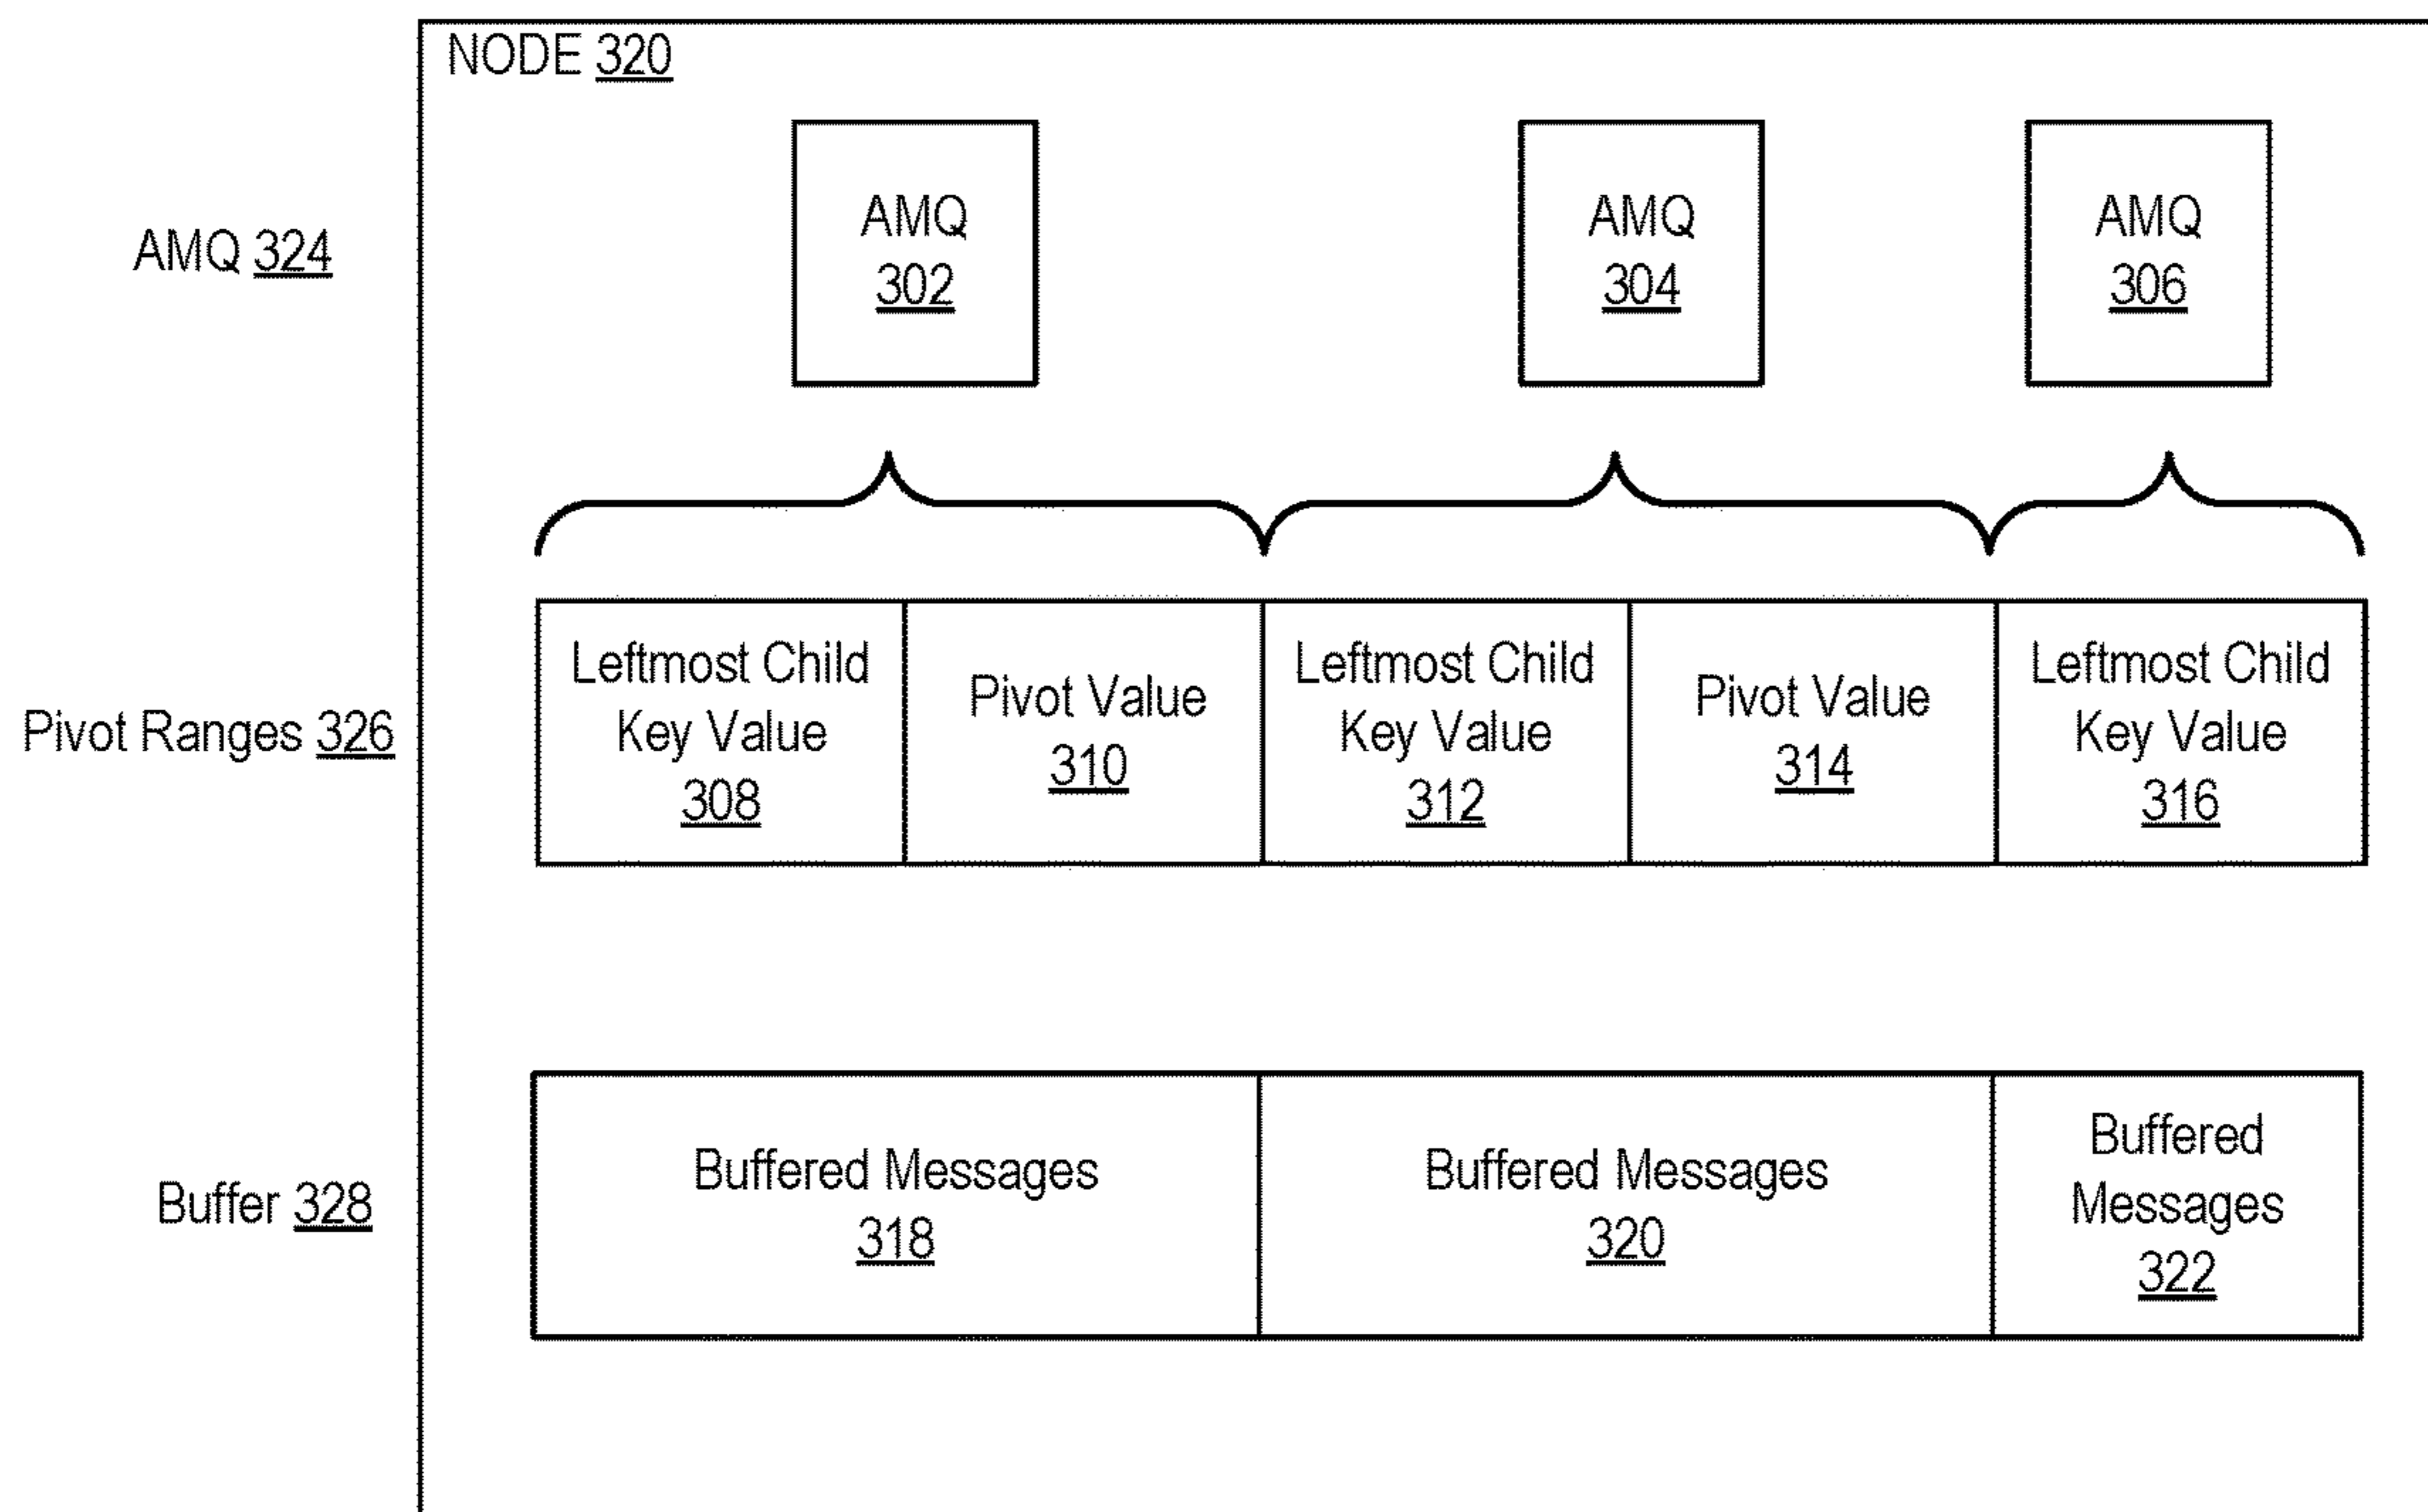 NODE 320
AMQ 324
AMQ
302
AMQ
304
AMQ
306
Pivot Ranges 326
Leftmost Child
Key Value
308
Pivot Value
310
Leftmost Child
Key Value
312
Pivot Value
314
Leftmost Child
Key Value
316
Buffer 328
Buffered Messages
318
Buffered Messages
320
Buffered
Messages
322